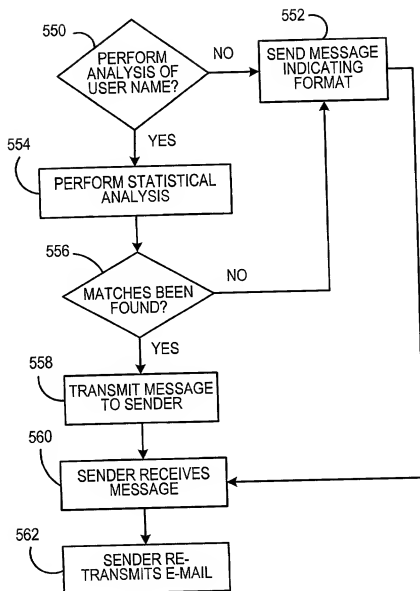 550
PERFORM
ANALYSIS OF
USER NAME?
NO
552
SEND MESSAGE
INDICATING
FORMAT
YES
554
PERFORM STATISTICAL
ANALYSIS
556
MATCHES BEEN
FOUND?
NO
YES
558
TRANSMIT MESSAGE
TO SENDER
560
SENDER RECEIVES
MESSAGE
562
SENDER RE-
TRANSMITS E-MAIL